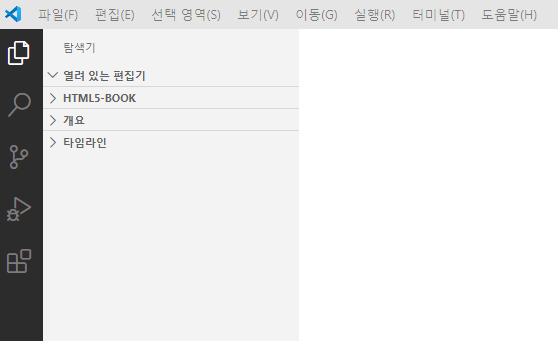 파일(F) 편집(E) 선택 영역(S) 보기(V) 이동(G) 실행(R) 터미널(T) 도움말(H)
탐색기
열려 있는 편집기
HTML5-BOOK
개요
타임라인